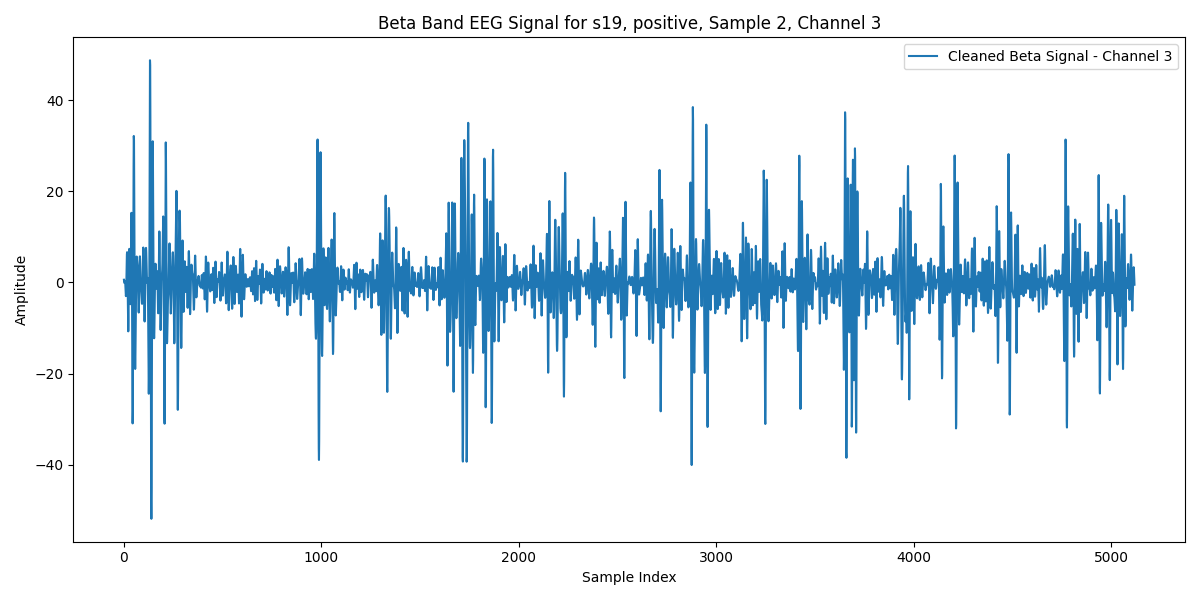 Beta Band EEG Signal for s19, positive, Sample 2, Channel 3
Cleaned Beta Signal - Channel 3
Amplitude
40
20
0
−20
−40
0
1000
2000
3000
4000
5000
Sample Index